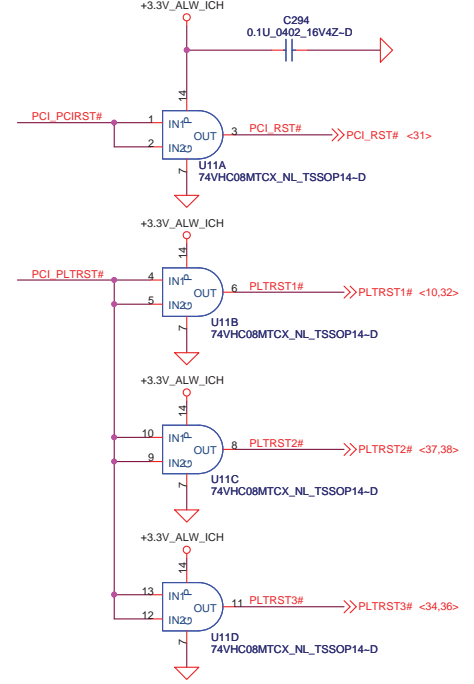 +3.3V_ALW_ICH
C294
0.1U_0402_16V4Z~D
14
PCI_PCIRST#
1
IN1
P
OUT
3
PCI_RST#
PCI_RST# <31>
2
IN2
G
7
U11A
74VHC08MTCX_NL_TSSOP14~D
+3.3V_ALW_ICH
14
PCI_PLTRST#
4
IN1
P
OUT
6
PLTRST1#
PLTRST1# <10,32>
5
IN2
G
7
U11B
74VHC08MTCX_NL_TSSOP14~D
+3.3V_ALW_ICH
14
10
IN1
P
OUT
8
PLTRST2#
PLTRST2# <37,38>
9
IN2
G
7
U11C
74VHC08MTCX_NL_TSSOP14~D
+3.3V_ALW_ICH
14
13
IN1
P
OUT
11
PLTRST3#
PLTRST3# <34,36>
12
IN2
G
7
U11D
74VHC08MTCX_NL_TSSOP14~D